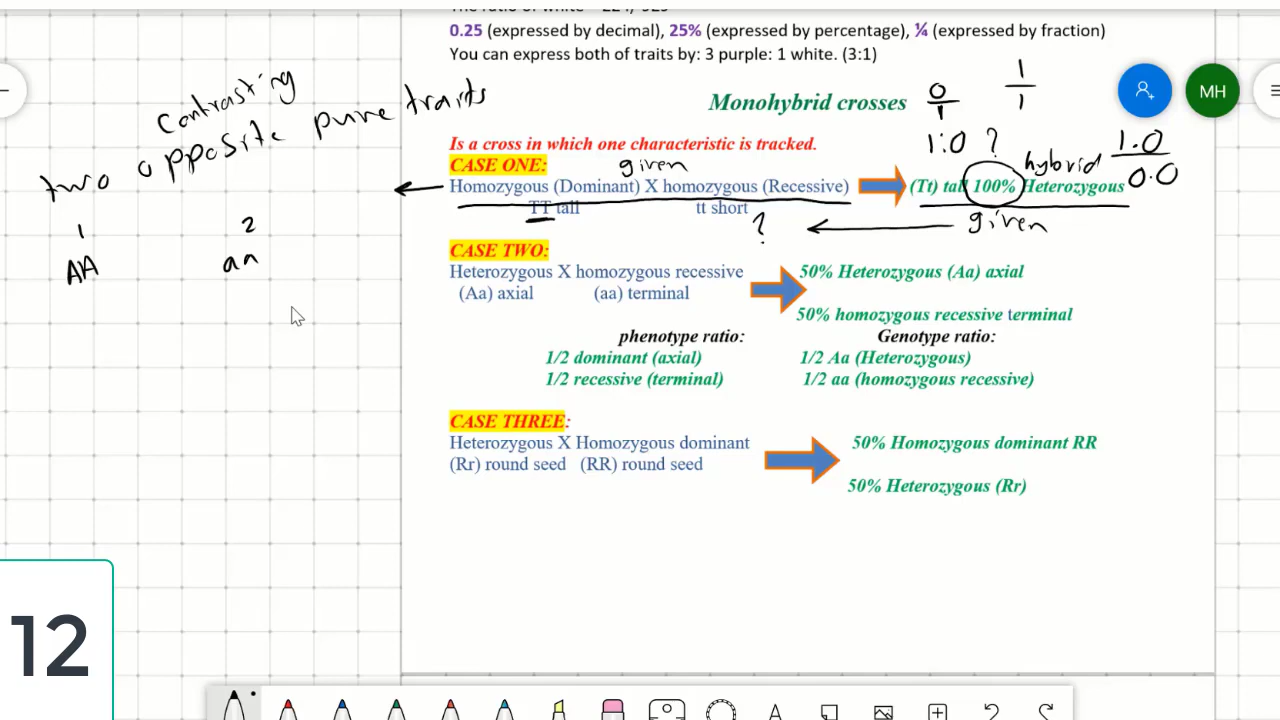 0.25 (expressed by decimal), 25% (expressed by percentage), ¼ (expressed by fraction)
You can express both of traits by: 3 purple: 1 white. (3:1)
Monohybrid crosses
0/1
1/1
MH
contrasting
two opposite pure traits
1:0 ?
1.0
0.0
Is a cross in which one characteristic is tracked.
CASE ONE:
given
hybrid
Homozygous (Dominant) X homozygous (Recessive)
(Tt) tall 100% Heterozygous
TT tall tt short
?
given
1 2
AA aa
CASE TWO:
Heterozygous X homozygous recessive
50% Heterozygous (Aa) axial
(Aa) axial (aa) terminal
50% homozygous recessive terminal
phenotype ratio: Genotype ratio:
1/2 dominant (axial) 1/2 Aa (Heterozygous)
1/2 recessive (terminal) 1/2 aa (homozygous recessive)
CASE THREE:
Heterozygous X Homozygous dominant
50% Homozygous dominant RR
(Rr) round seed (RR) round seed
50% Heterozygous (Rr)
12